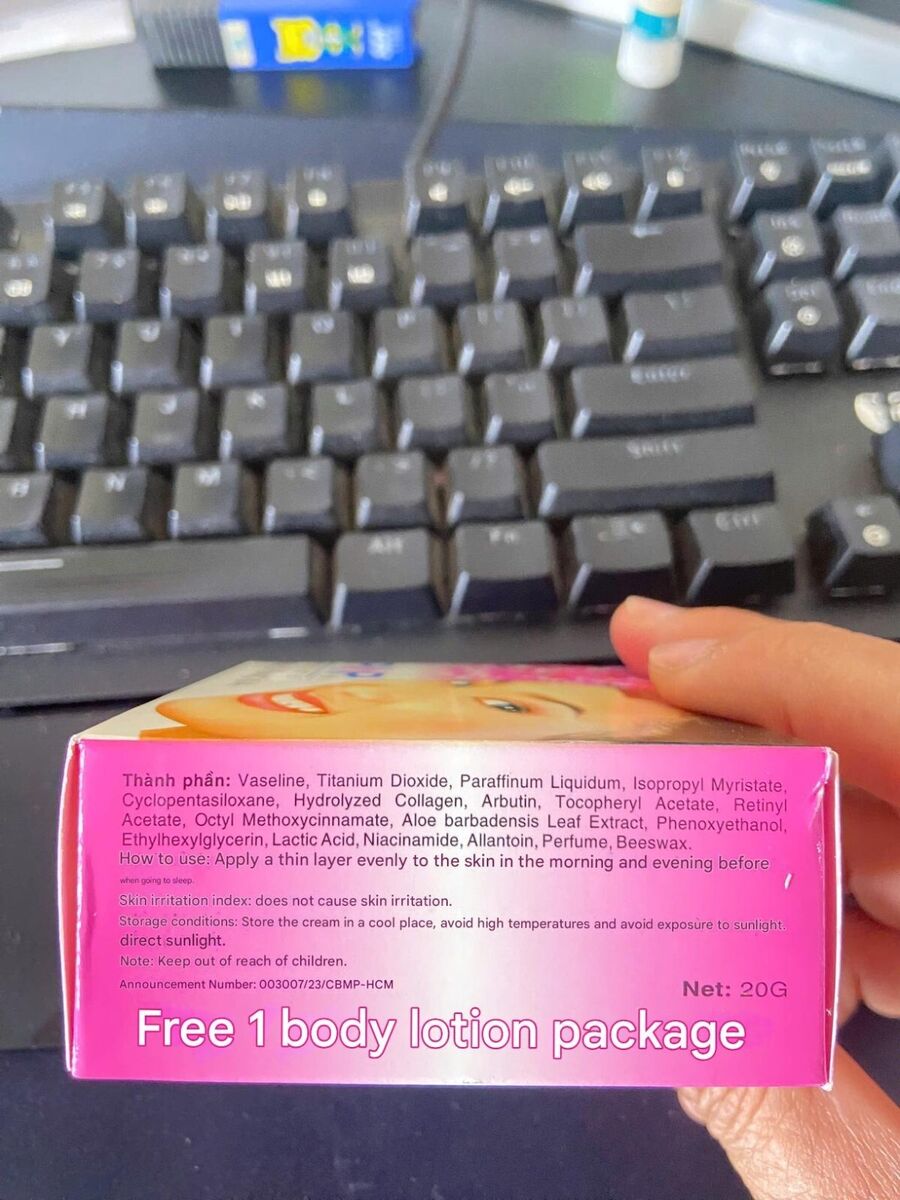 Enter
Shift
Alt
Fn
Ctrl
Thành phần: Vaseline, Titanium Dioxide, Paraffinum Liquidum, Isopropyl Myristate,
Cyclopentasiloxane, Hydrolyzed Collagen, Arbutin, Tocopheryl Acetate, Retinyl
Acetate, Octyl Methoxycinnamate, Aloe barbadensis Leaf Extract, Phenoxyethanol,
Ethylhexylglycerin, Lactic Acid, Niacinamide, Allantoin, Perfume, Beeswax.
How to use: Apply a thin layer evenly to the skin in the morning and evening before
when going to sleep.
Skin irritation index: does not cause skin irritation.
Storage conditions: Store the cream in a cool place, avoid high temperatures and avoid exposure to sunlight.
direct sunlight.
Note: Keep out of reach of children.
Announcement Number: 003007/23/CBMP-HCM
Net: 20G
Free 1 body lotion package